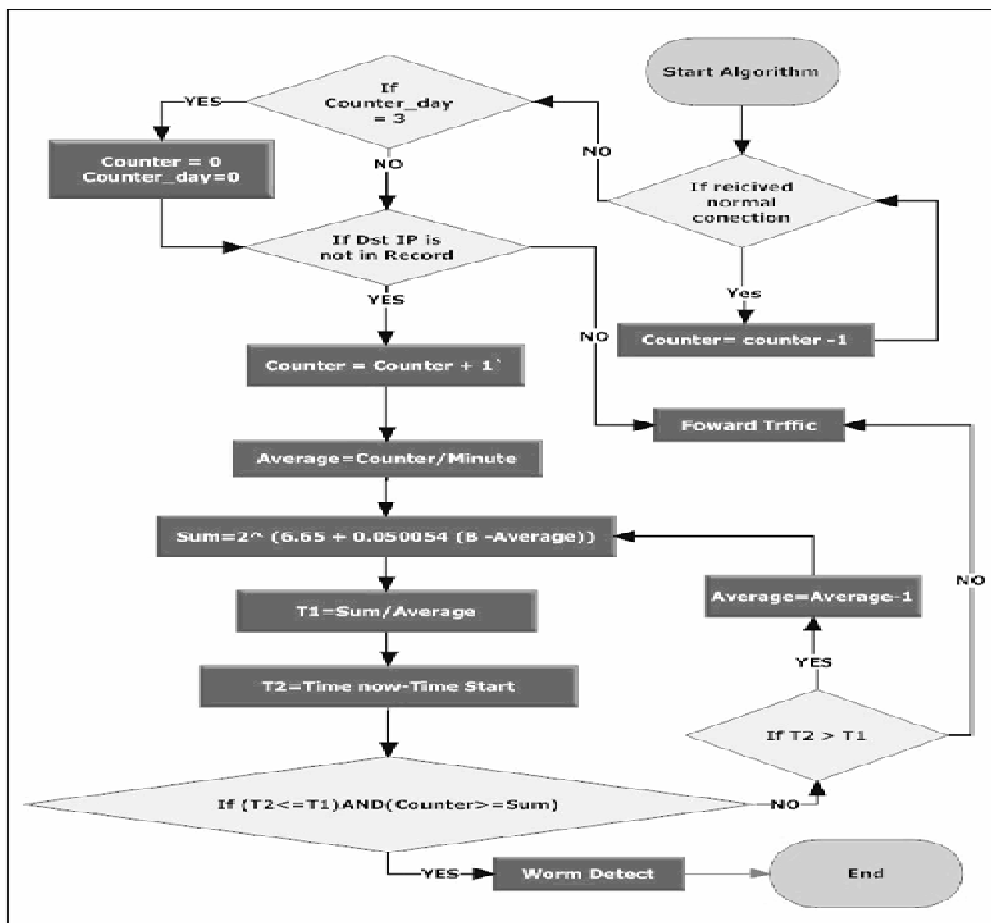 Start Algorithm
If reicived
normal
conection
Yes
Counter= counter -1
NO
If
Counter_day
= 3
YES
Counter = 0
Counter_day=0
NO
If Dst IP is
not in Record
NO
YES
Counter = Counter + 1`
Foward Trffic
Average=Counter/Minute
Sum=2^ (6.65 + 0.050054 (B -Average))
T1=Sum/Average
T2=Time now-Time Start
If (T2<=T1)AND(Counter>=Sum)
NO
If T2 > T1
YES
Average=Average-1
NO
YES
Worm Detect
End